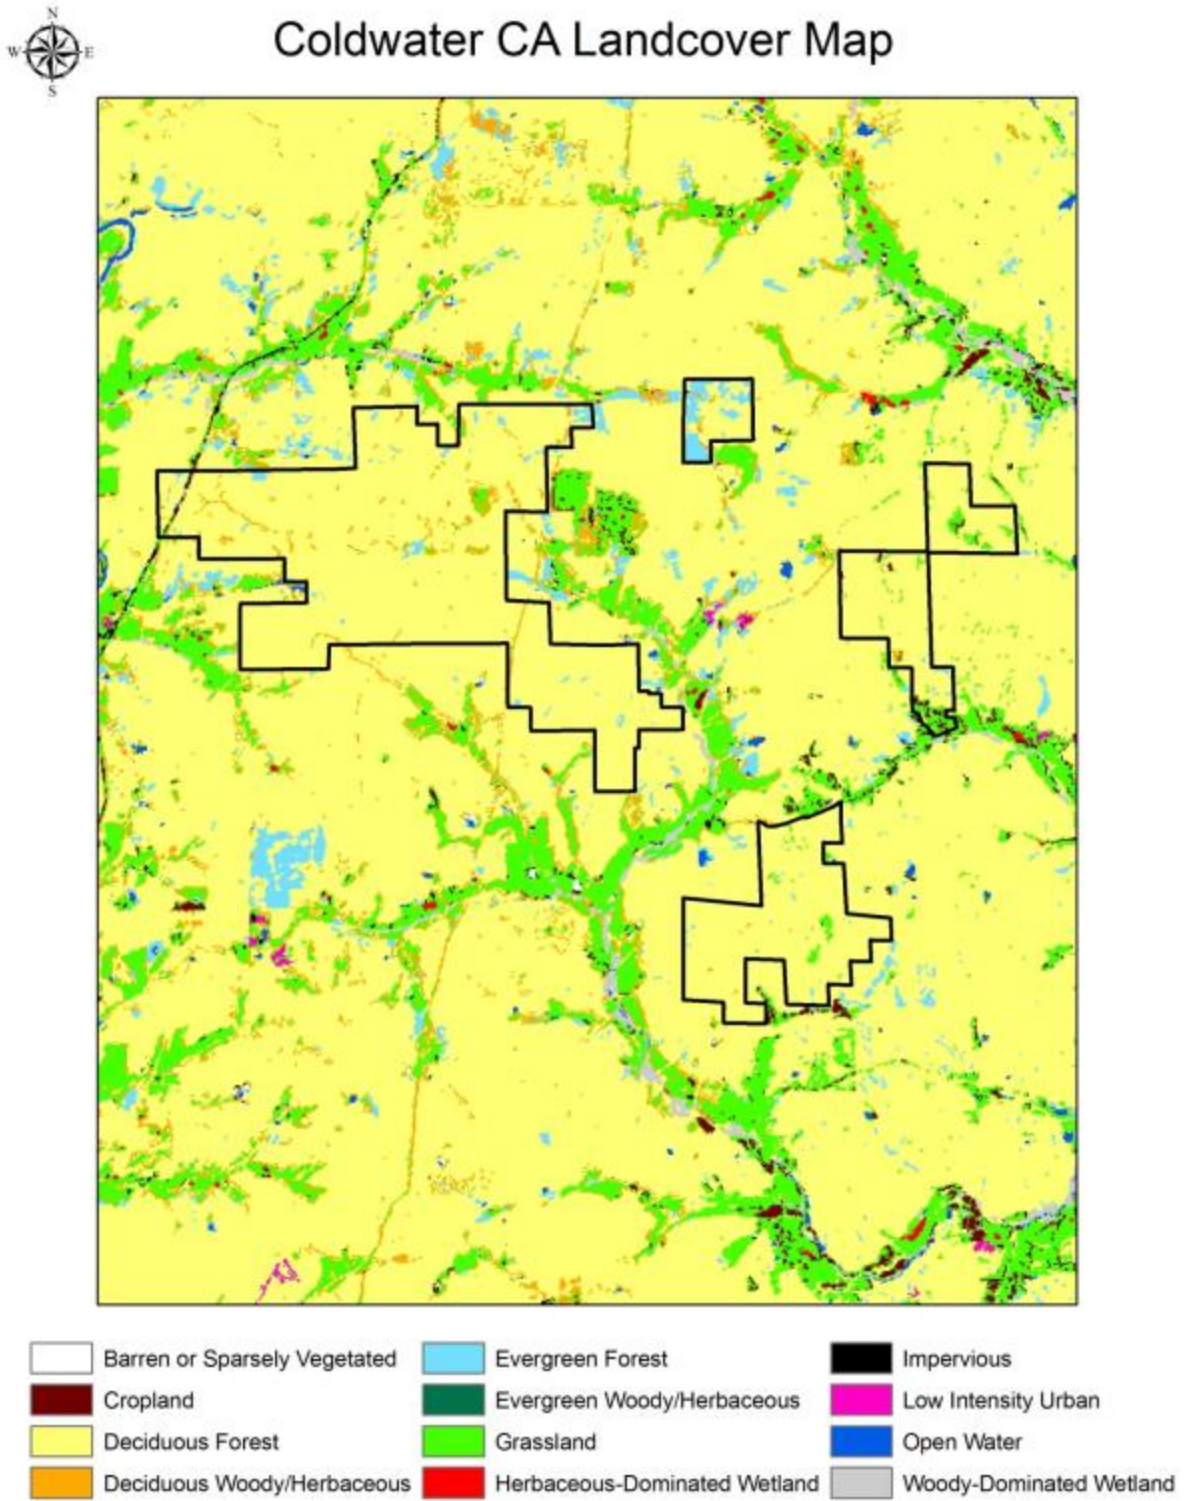 N
Coldwater CA Landcover Map
W E
S
Barren or Sparsely Vegetated
Evergreen Forest
Impervious
Cropland
Evergreen Woody/Herbaceous
Low Intensity Urban
Deciduous Forest
Grassland
Open Water
Deciduous Woody/Herbaceous
Herbaceous-Dominated Wetland
Woody-Dominated Wetland